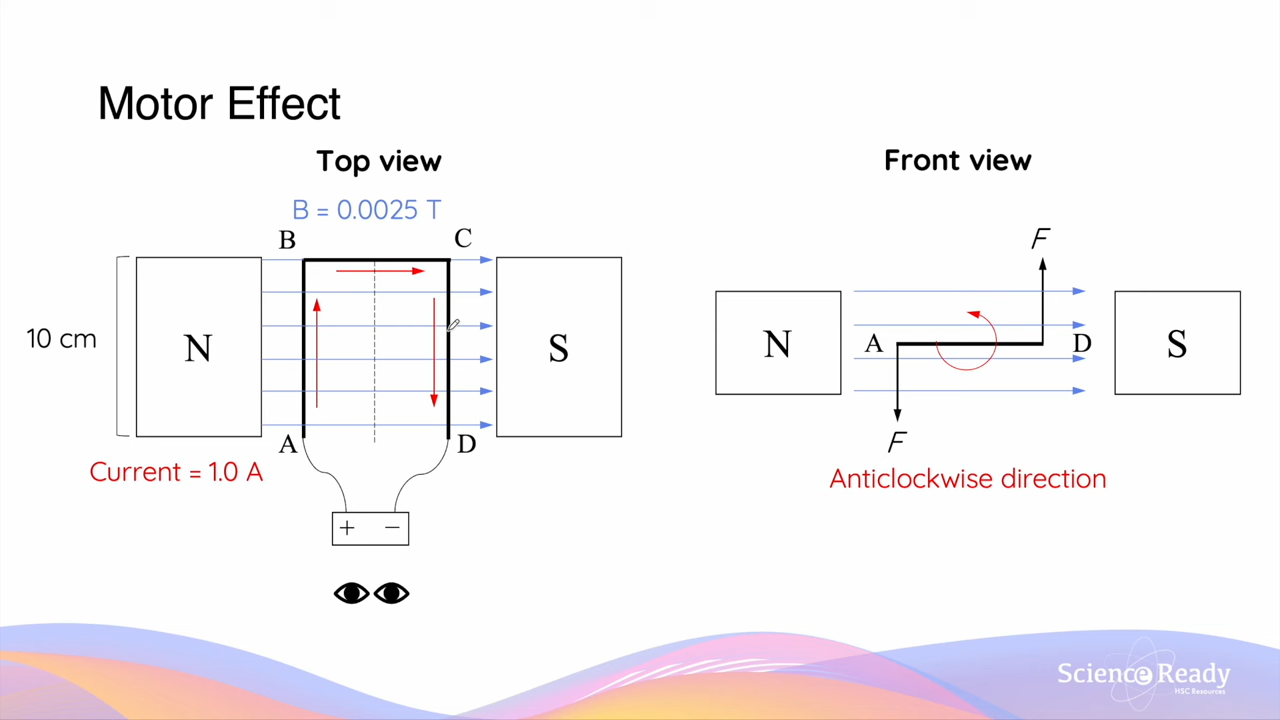 Motor Effect
Top view
B = 0.0025 T
B
C
10 cm
N
S
A
D
Current = 1.0 A
+ −
Front view
F
N
A
D
S
F
Anticlockwise direction
Science Ready
HSC Resources